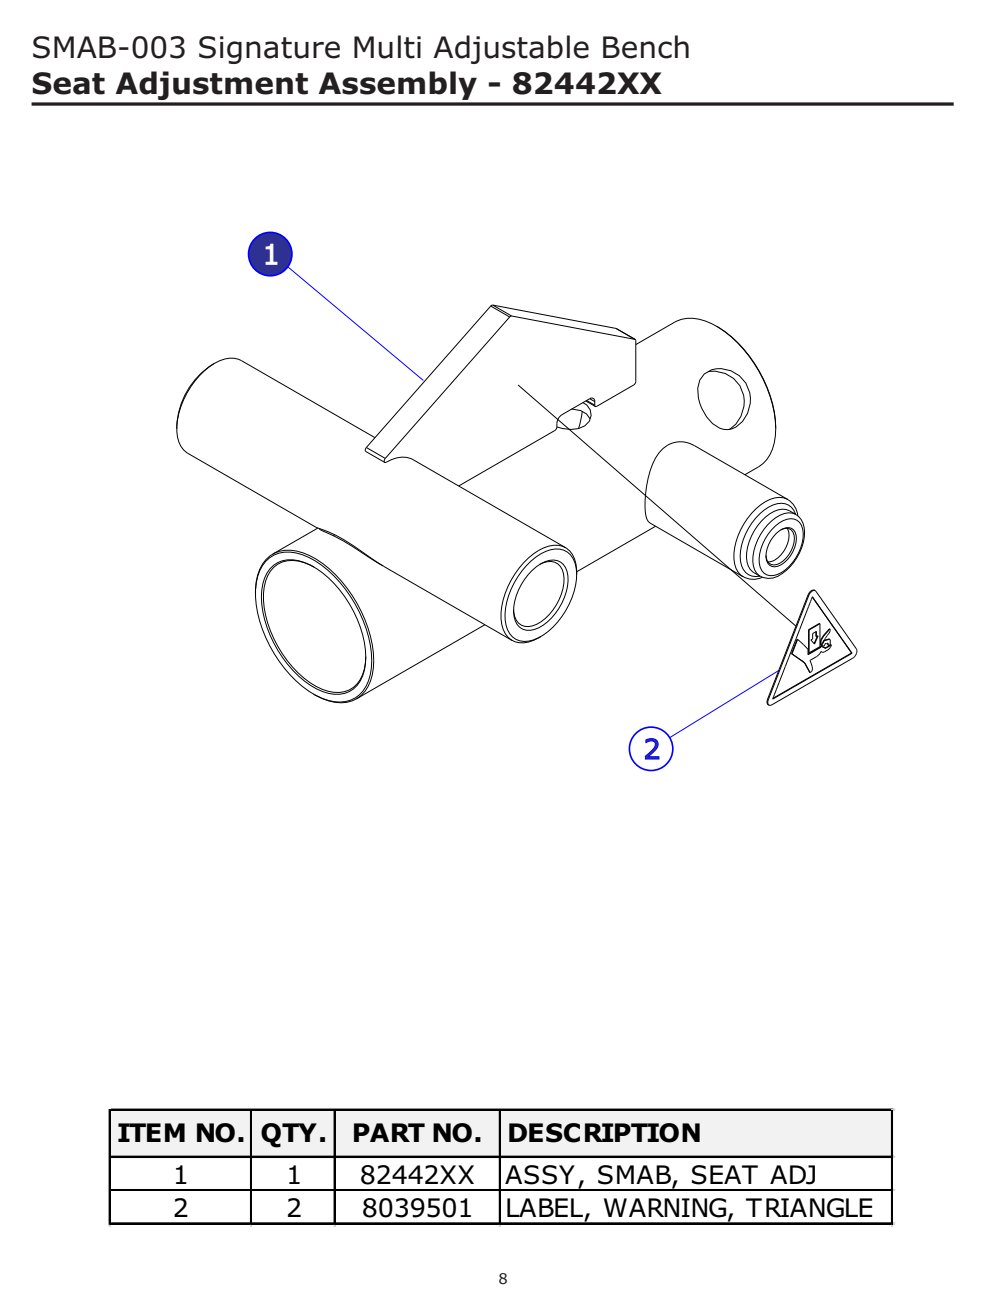 SMAB-003 Signature Multi Adjustable Bench
Seat Adjustment Assembly - 82442XX
1
2
ITEM NO. QTY. PART NO. DESCRIPTION
1 1 82442XX ASSY, SMAB, SEAT ADJ
2 2 8039501 LABEL, WARNING, TRIANGLE
8